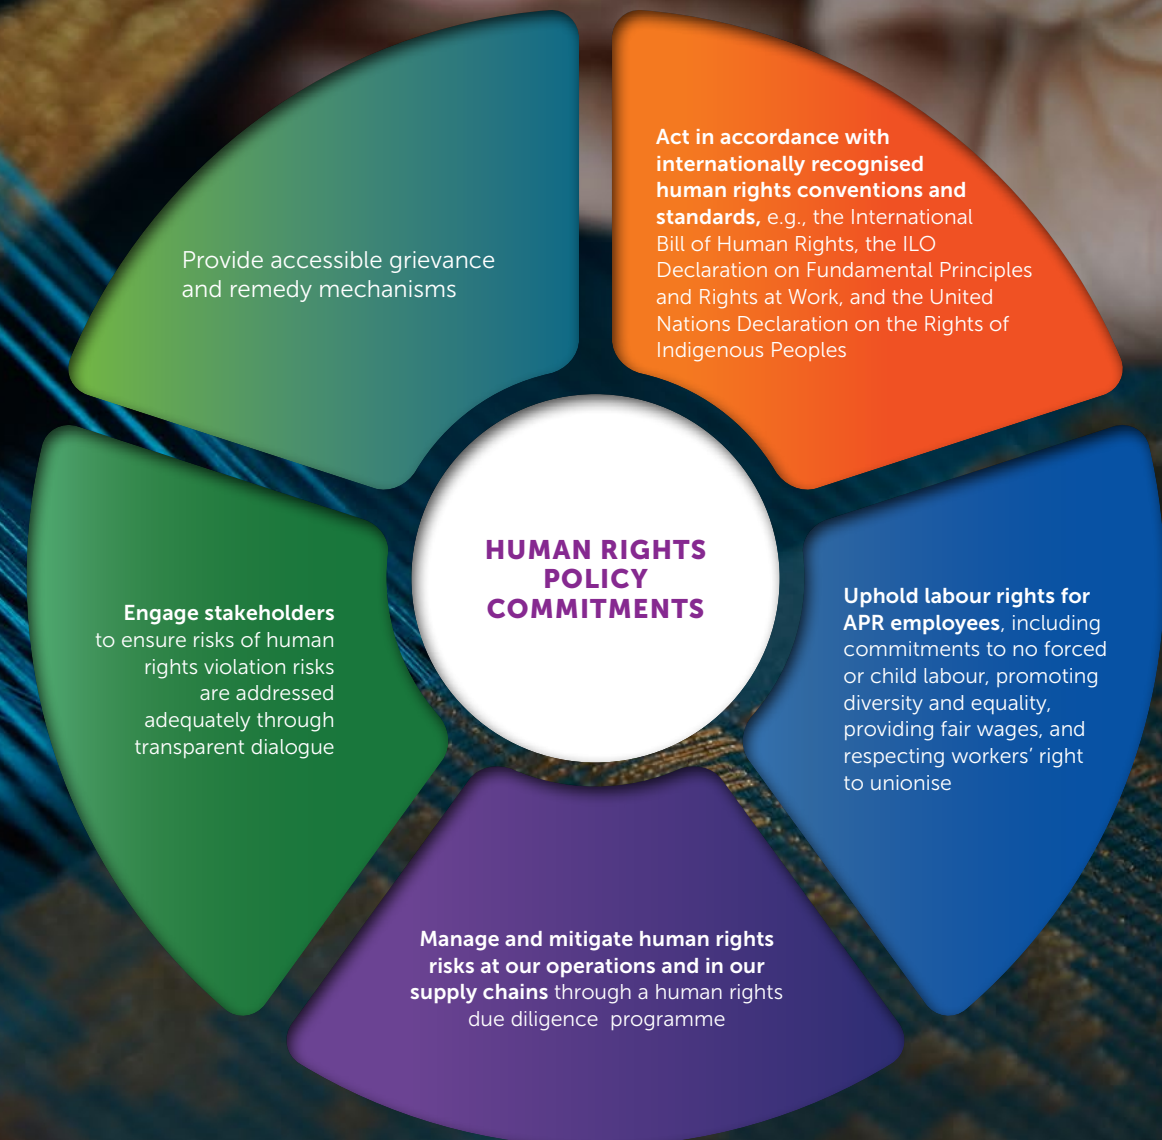 Act in accordance with
internationally recognised
human rights conventions and
standards, e.g., the International
Bill of Human Rights, the ILO
Declaration on Fundamental Principles
and Rights at Work, and the United
Nations Declaration on the Rights of
Indigenous Peoples
Provide accessible grievance
and remedy mechanisms
HUMAN RIGHTS
POLICY
COMMITMENTS
Uphold labour rights for
APR employees, including
commitments to no forced
or child labour, promoting
diversity and equality,
providing fair wages, and
respecting workers’ right
to unionise
Engage stakeholders
to ensure risks of human
rights violation risks
are addressed
adequately through
transparent dialogue
Manage and mitigate human rights
risks at our operations and in our
supply chains through a human rights
due diligence  programme